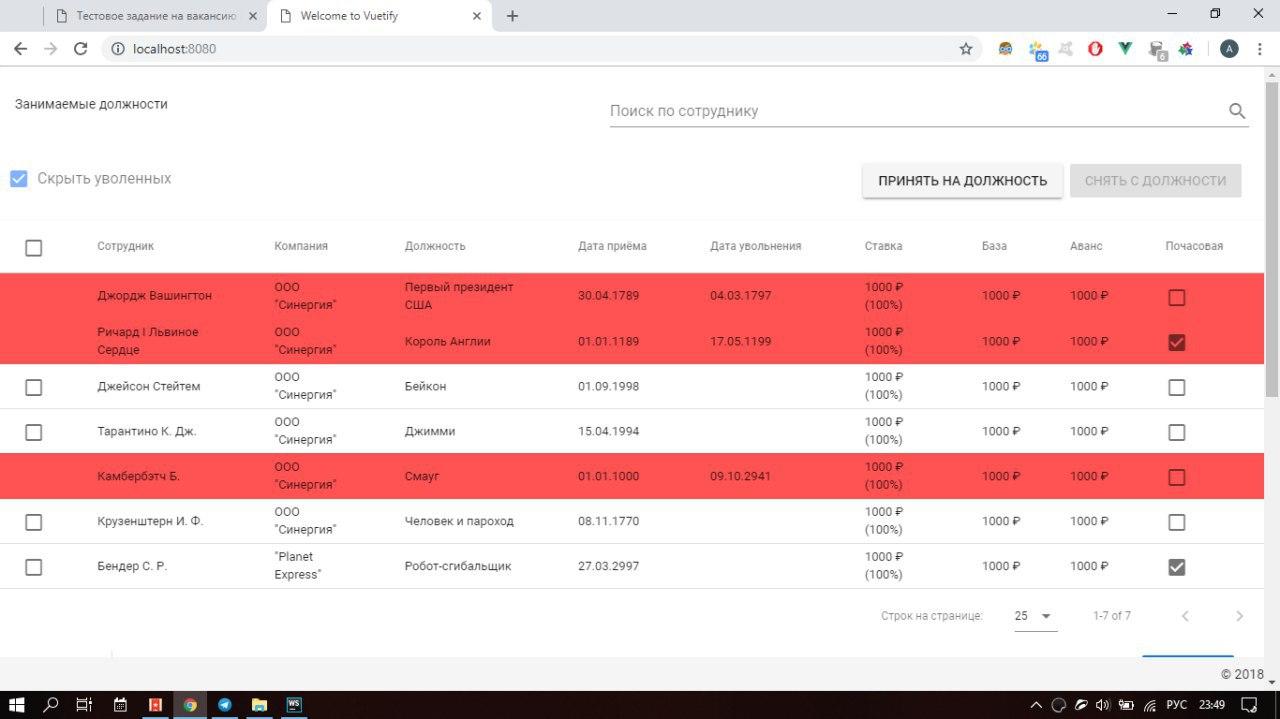 Тестовое задание на вакансию
Welcome to Vuetify
localhost:8080
66
6
A
Занимаемые должности
Поиск по сотруднику
Скрыть уволенных
ПРИНЯТЬ НА ДОЛЖНОСТЬ
СНЯТЬ С ДОЛЖНОСТИ
Сотрудник Компания Должность Дата приёма Дата увольнения Ставка База Аванс Почасовая
Джордж Вашингтон ООО "Синергия" Первый президент США 30.04.1789 04.03.1797 1000 ₽ (100%) 1000 ₽ 1000 ₽
Ричард I Львиное Сердце ООО "Синергия" Король Англии 01.01.1189 17.05.1199 1000 ₽ (100%) 1000 ₽ 1000 ₽
Джейсон Стейтем ООО "Синергия" Бейкон 01.09.1998 1000 ₽ (100%) 1000 ₽ 1000 ₽
Тарантино К. Дж. ООО "Синергия" Джимми 15.04.1994 1000 ₽ (100%) 1000 ₽ 1000 ₽
Камбербэтч Б. ООО "Синергия" Смауг 01.01.1000 09.10.2941 1000 ₽ (100%) 1000 ₽ 1000 ₽
Крузенштерн И. Ф. ООО "Синергия" Человек и пароход 08.11.1770 1000 ₽ (100%) 1000 ₽ 1000 ₽
Бендер С. Р. "Planet Express" Робот-сгибальщик 27.03.2997 1000 ₽ (100%) 1000 ₽ 1000 ₽
Строк на странице: 25 1-7 of 7
© 2018
WS
РУС 23:49